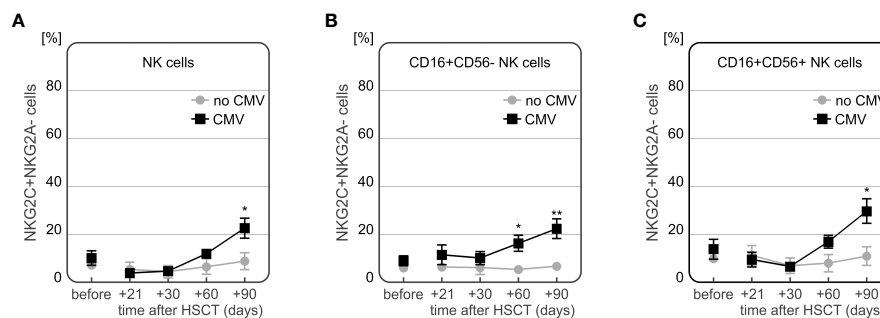 A
[%]
NK cells
no CMV
CMV
80
60
40
20
0
NKG2C+NKG2A- cells
*
before +21 +30 +60 +90
time after HSCT (days)
B
[%]
CD16+CD56- NK cells
no CMV
CMV
80
60
40
20
0
NKG2C+NKG2A- cells
*
**
before +21 +30 +60 +90
time after HSCT (days)
C
[%]
CD16+CD56+ NK cells
no CMV
CMV
80
60
40
20
0
NKG2C+NKG2A- cells
*
before +21 +30 +60 +90
time after HSCT (days)